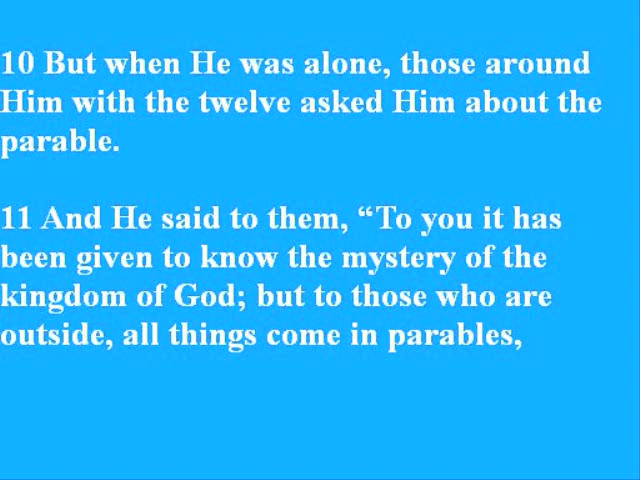 10 But when He was alone, those around
Him with the twelve asked Him about the
parable.
11 And He said to them, “To you it has
been given to know the mystery of the
kingdom of God; but to those who are
outside, all things come in parables,